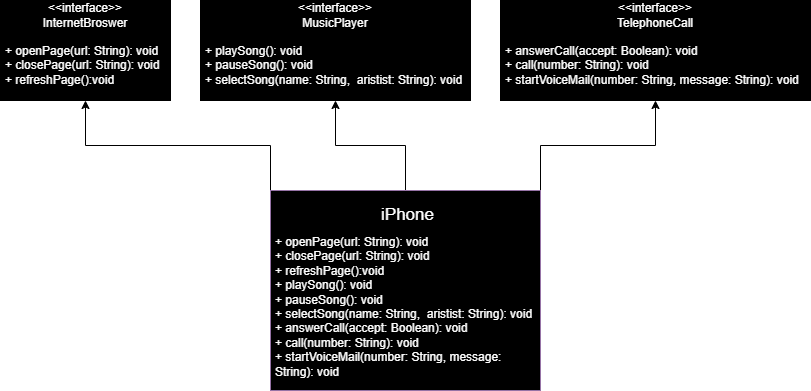 <<interface>>
InternetBroswer
+ openPage(url: String): void
+ closePage(url: String): void
+ refreshPage():void
<<interface>>
MusicPlayer
+ playSong(): void
+ pauseSong(): void
+ selectSong(name: String, aristist: String): void
<<interface>>
TelephoneCall
+ answerCall(accept: Boolean): void
+ call(number: String): void
+ startVoiceMail(number: String, message: String): void
iPhone
+ openPage(url: String): void
+ closePage(url: String): void
+ refreshPage():void
+ playSong(): void
+ pauseSong(): void
+ selectSong(name: String, aristist: String): void
+ answerCall(accept: Boolean): void
+ call(number: String): void
+ startVoiceMail(number: String, message:
String): void